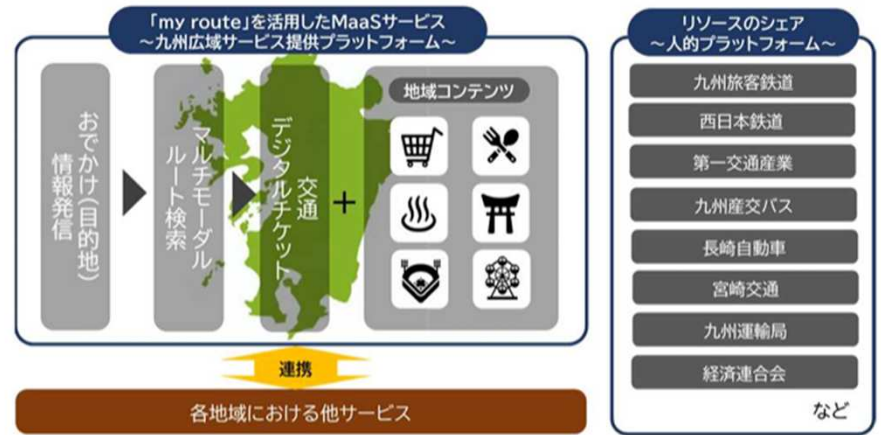 「my route」を活用したMaaSサービス
～九州広域サービス提供プラットフォーム～
おでかけ(目的地)
情報発信
マルチモーダル
ルート検索
交通
デジタルチケット
+
地域コンテンツ
連携
各地域における他サービス
リソースのシェア
～人的プラットフォーム～
九州旅客鉄道
西日本鉄道
第一交通産業
九州産交バス
長崎自動車
宮崎交通
九州運輸局
経済連合会
など